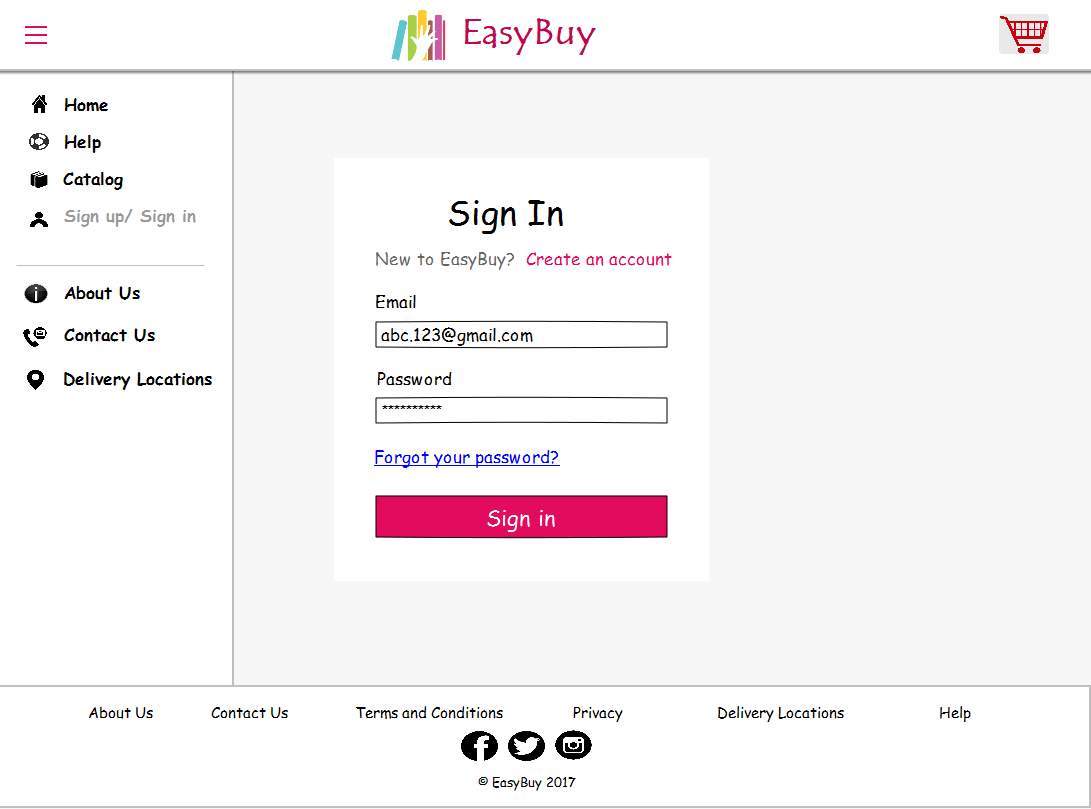 EasyBuy
Home
Help
Catalog
Sign up/ Sign in
About Us
Contact Us
Delivery Locations
Sign In
New to EasyBuy? Create an account
Email
abc.123@gmail.com
Password
**********
Forgot your password?
Sign in
About Us Contact Us Terms and Conditions Privacy Delivery Locations Help
© EasyBuy 2017